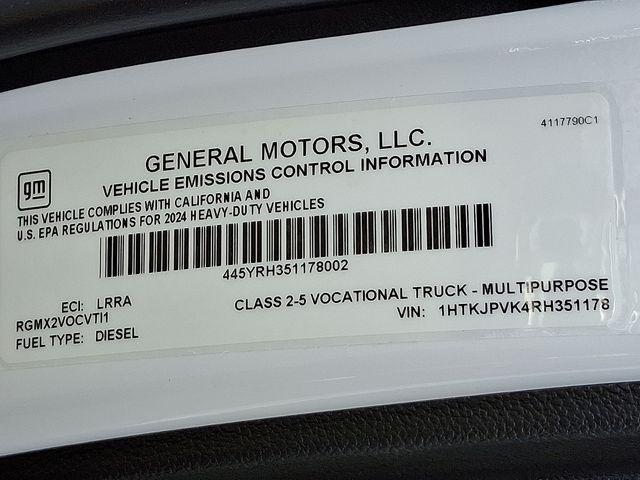 4117790C1
GENERAL MOTORS, LLC.
VEHICLE EMISSIONS CONTROL INFORMATION
gm
THIS VEHICLE COMPLIES WITH CALIFORNIA AND
U.S. EPA REGULATIONS FOR 2024 HEAVY-DUTY VEHICLES
445YRH351178002
ECI: LRRA
RGMX2VOCVTI1
FUEL TYPE: DIESEL
CLASS 2-5 VOCATIONAL TRUCK - MULTIPURPOSE
VIN: 1HTKJPVK4RH351178